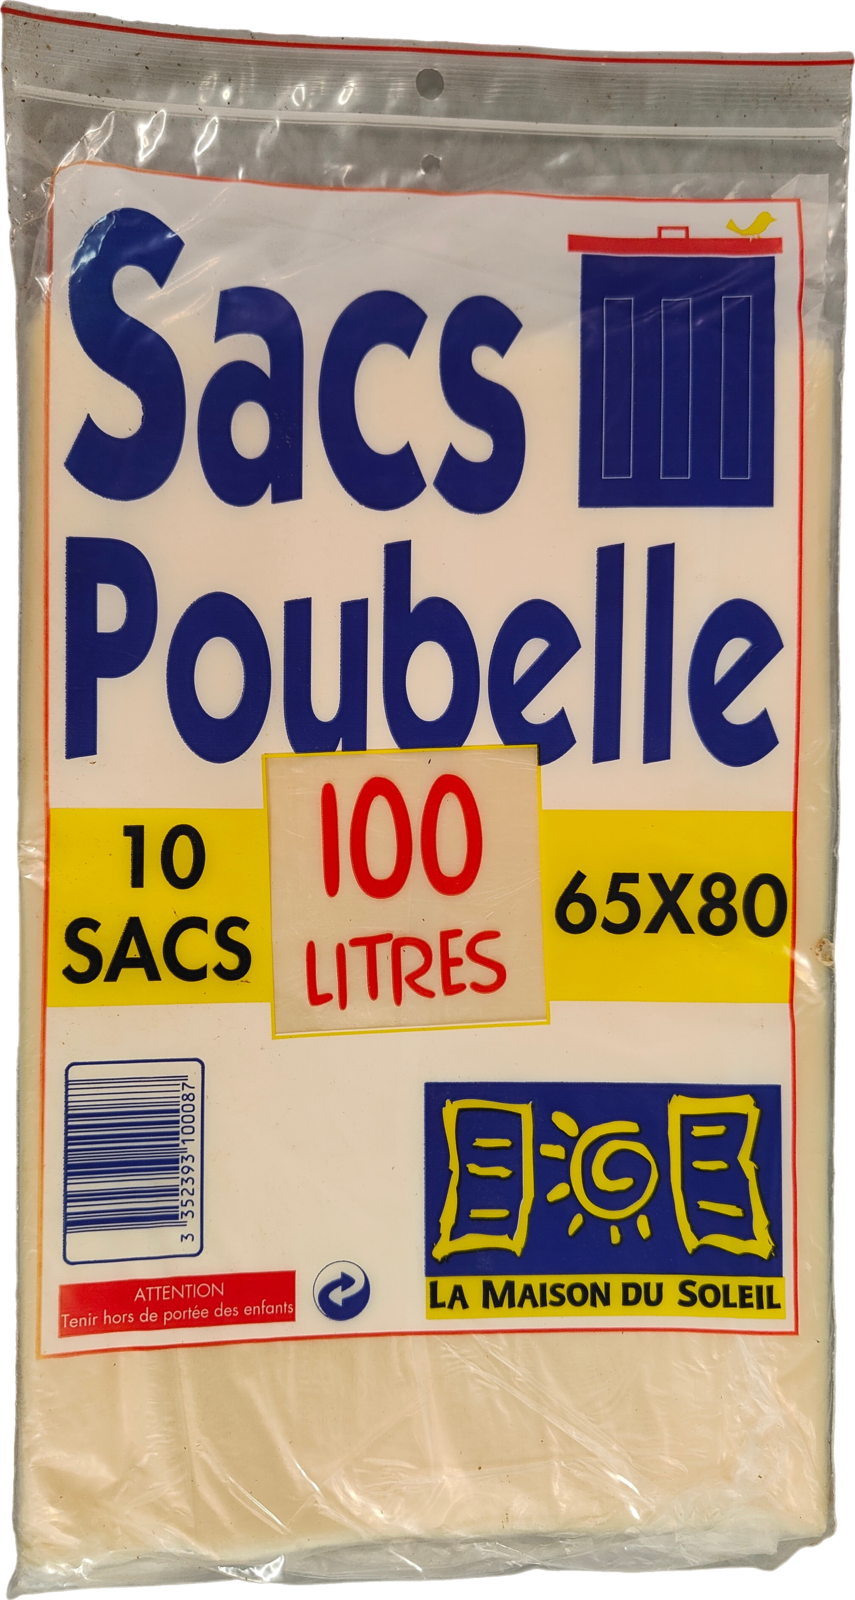 Sacs
Poubelle
10
SACS
100
LITRES
65X80
3 352393 100087
ATTENTION
Tenir hors de portée des enfants
LA MAISON DU SOLEIL